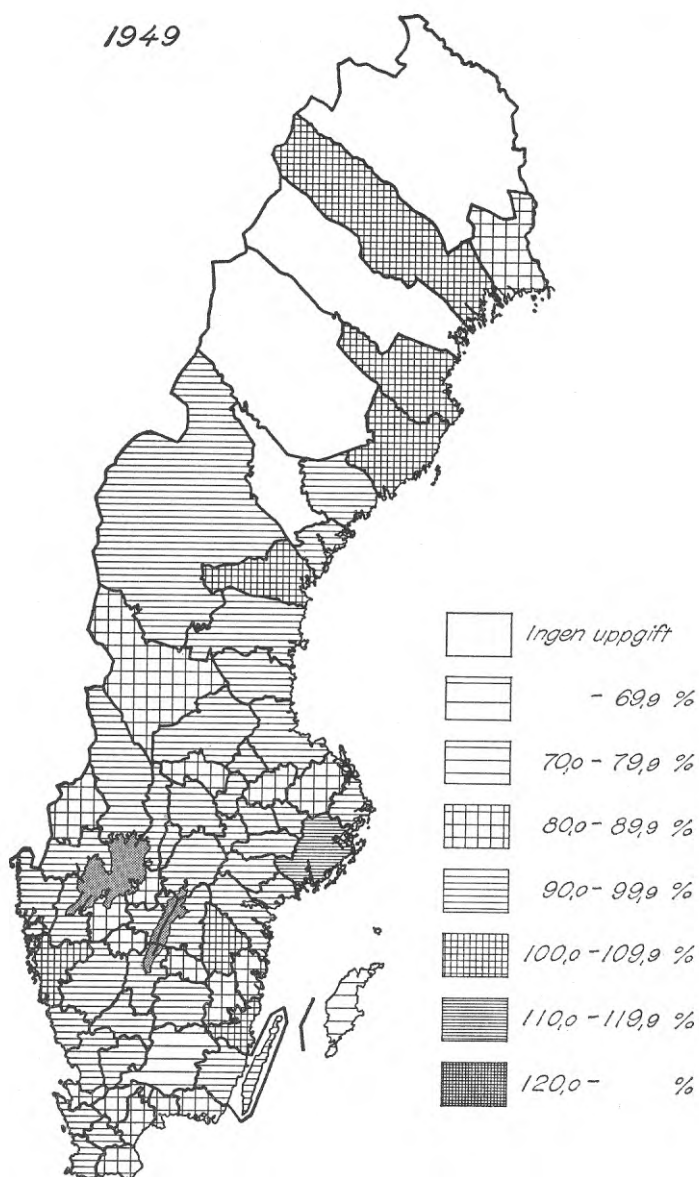 1949
Ingen uppgift
- 69,9 %
70,0 - 79,9 %
80,0 - 89,9 %
90,0 - 99,9 %
100,0 - 109,9 %
110,0 - 119,9 %
120,0 - %